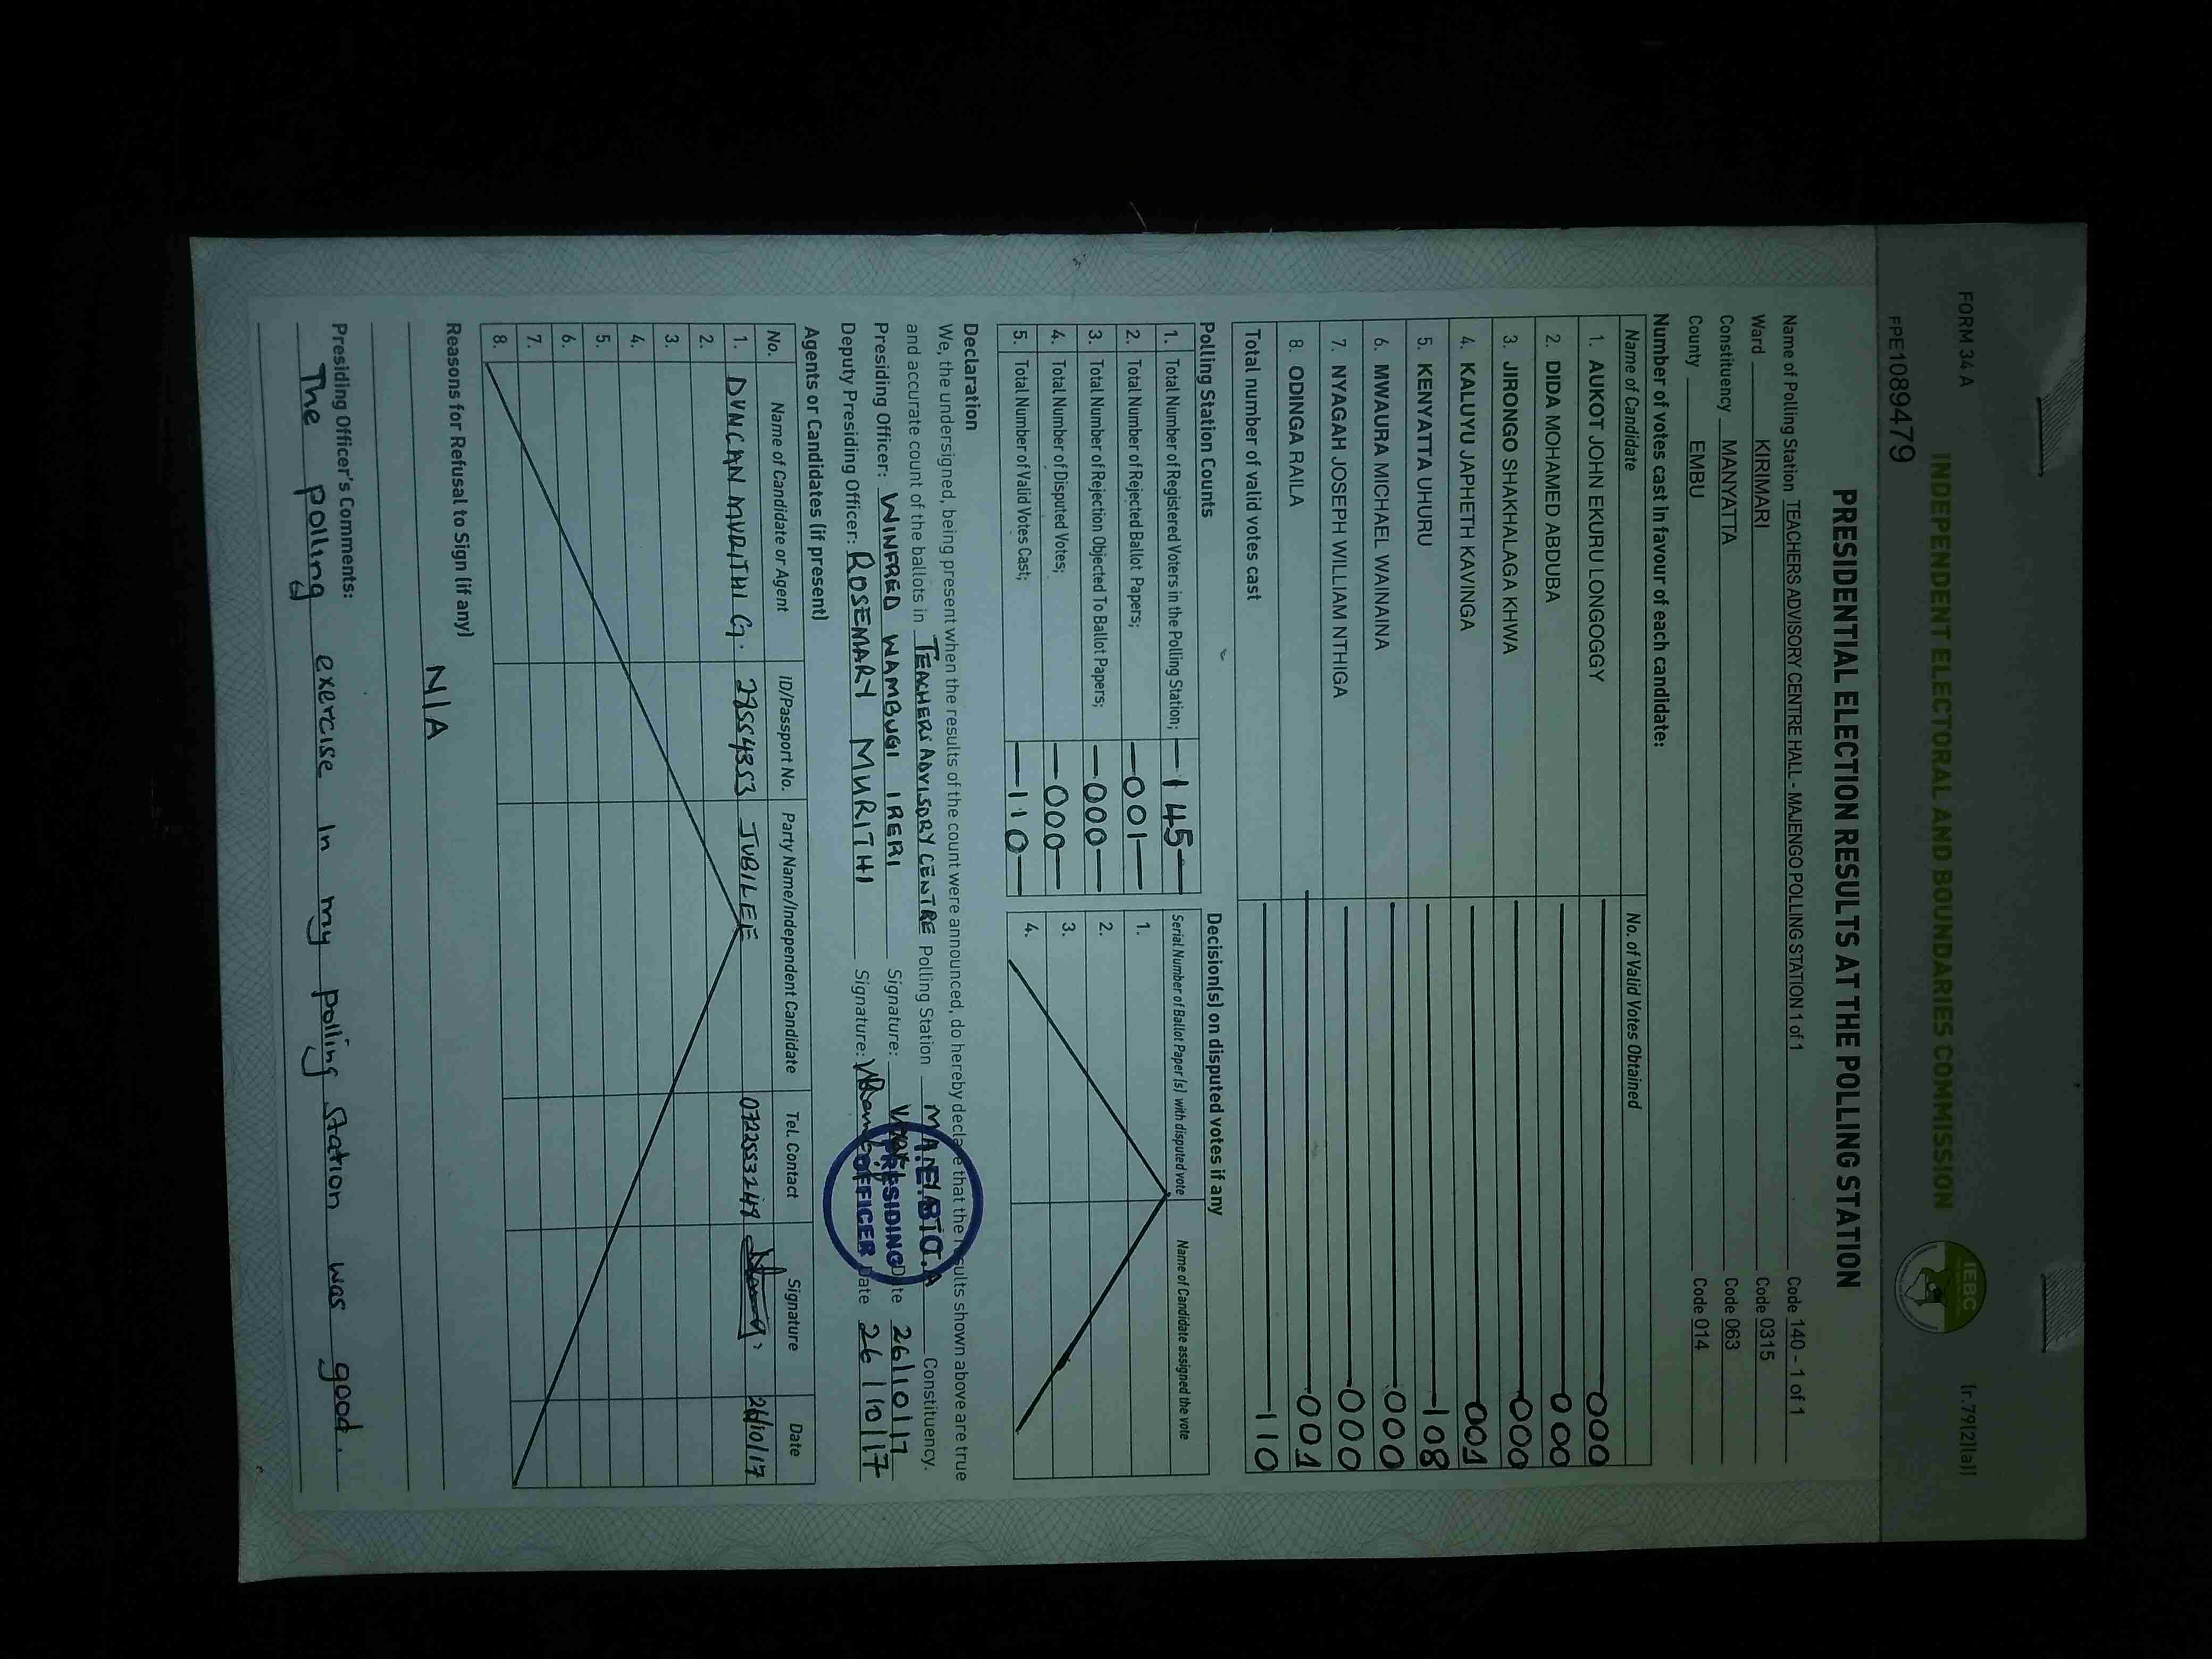 FORM 34 A
(r.79(2)(a))
INDEPENDENT ELECTORAL AND BOUNDARIES COMMISSION
IEBC
FPE1089479
PRESIDENTIAL ELECTION RESULTS AT THE POLLING STATION
Name of Polling Station TEACHERS ADVISORY CENTRE HALL - MAJENGO POLLING STATION 1 of 1 Code 140 - 1 of 1
Ward KIRIMARI Code 0315
Constituency MANYATTA Code 063
County EMBU Code 014
Number of votes cast in favour of each candidate:
Name of Candidate No. of Valid Votes Obtained
1. AUKOT JOHN EKURU LONGOGGY 000
2. DIDA MOHAMED ABDUBA 000
3. JIRONGO SHAKHALAGA KHWA 000
4. KALUYU JAPHETH KAVINGA 001
5. KENYATTA UHURU 108
6. MWAURA MICHAEL WAINAINA 000
7. NYAGAH JOSEPH WILLIAM NTHIGA 000
8. ODINGA RAILA 001
Total number of valid votes cast 110
Polling Station Counts
1. Total Number of Registered Voters in the Polling Station; 145
2. Total Number of Rejected Ballot Papers; 001
3. Total Number of Rejection Objected To Ballot Papers; 000
4. Total Number of Disputed Votes; 000
5. Total Number of Valid Votes Cast; 110
Decision(s) on disputed votes if any
Serial Number of Ballot Paper (s) with disputed vote Name of Candidate assigned the vote
1.
2.
3.
4.
Declaration
We, the undersigned, being present when the results of the count were announced, do hereby declare that the results shown above are true
and accurate count of the ballots in TEACHERS ADVISORY CENTRE Polling Station MANYATTA Constituency.
Presiding Officer: WINFRED WAMBUGI IRERI Signature: Date 26/10/17
Deputy Presiding Officer: ROSEMARY MURITHI Signature: Date 26/10/17
PRESIDING
OFFICER
Agents or Candidates (if present)
No. Name of Candidate or Agent ID/Passport No. Party Name/Independent Candidate Tel. Contact Signature Date
1. DUNCAN MURITHI G. 27554353 JUBILEE 0722553249 26/10/17
2.
3.
4.
5.
6.
7.
8.
Reasons for Refusal to Sign (if any)
N/A
Presiding Officer's Comments:
The polling exercise in my polling station was good.